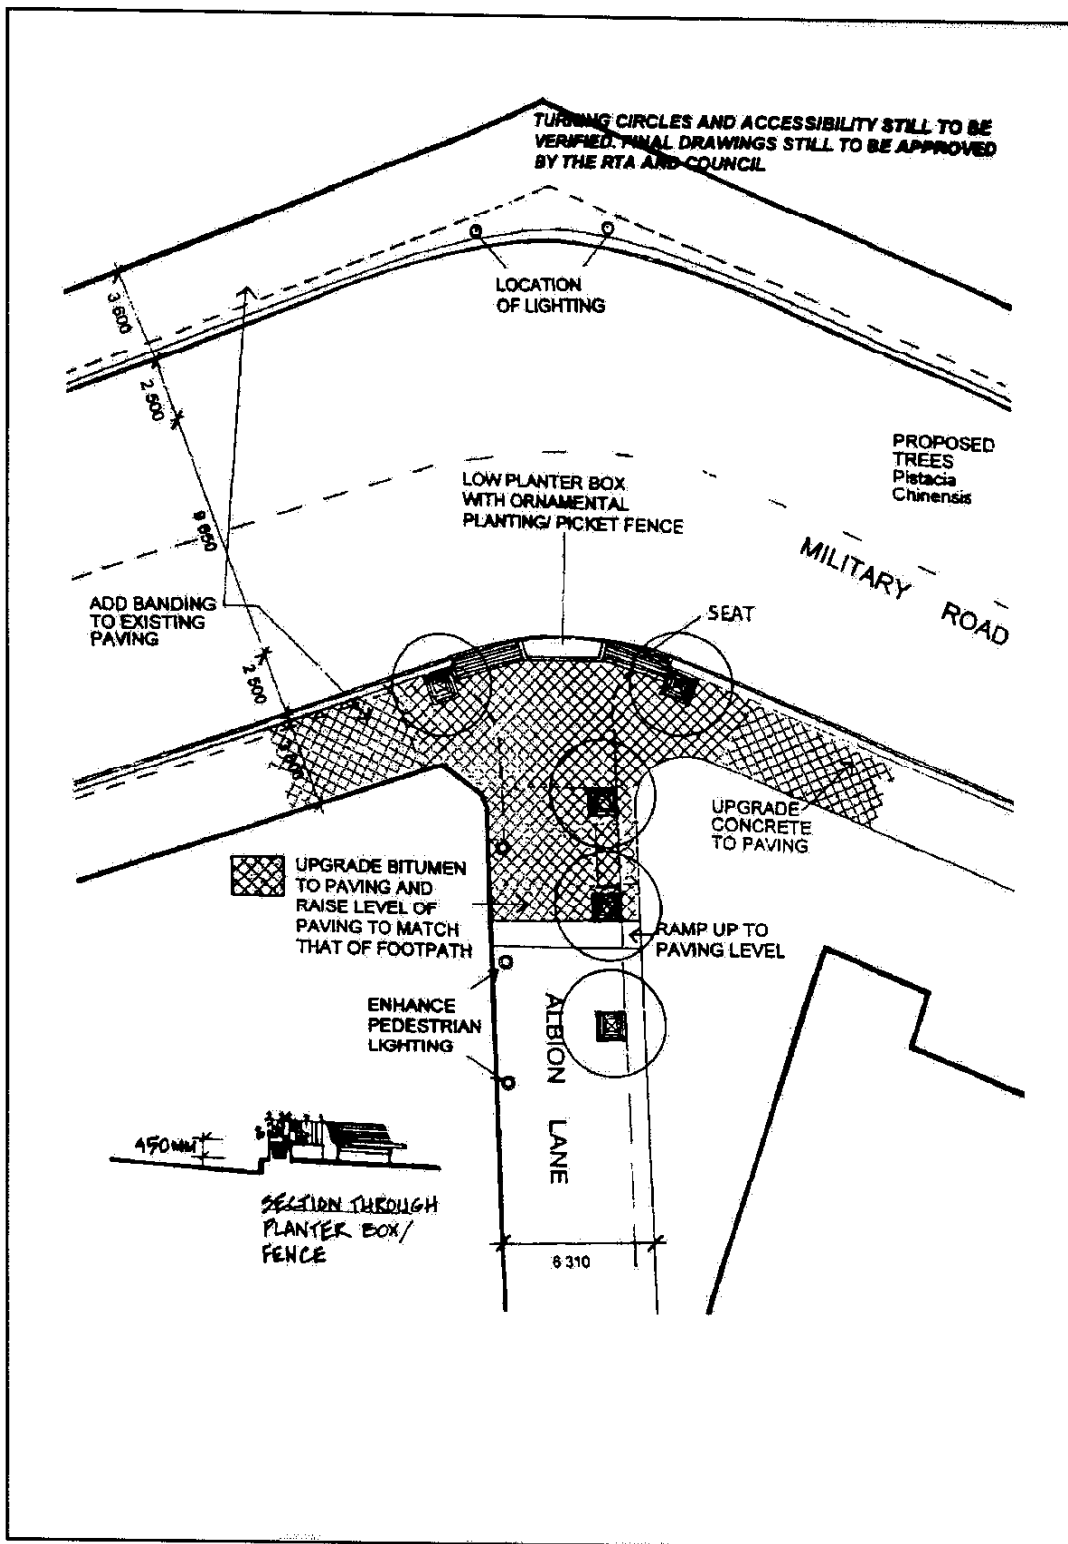 TURNING CIRCLES AND ACCESSIBILITY STILL TO BE
VERIFIED. FINAL DRAWINGS STILL TO BE APPROVED
BY THE RTA AND COUNCIL
LOCATION
OF LIGHTING
3 600
2 500
PROPOSED
TREES
Pistacia
Chinensis
LOW PLANTER BOX
WITH ORNAMENTAL
PLANTING/ PICKET FENCE
9 650
MILITARY ROAD
ADD BANDING
TO EXISTING
PAVING
SEAT
2 500
UPGRADE
CONCRETE
TO PAVING
UPGRADE BITUMEN
TO PAVING AND
RAISE LEVEL OF
PAVING TO MATCH
THAT OF FOOTPATH
RAMP UP TO
PAVING LEVEL
ENHANCE
PEDESTRIAN
LIGHTING
ALBION LANE
450MM
SECTION THROUGH
PLANTER BOX/
FENCE
6 310